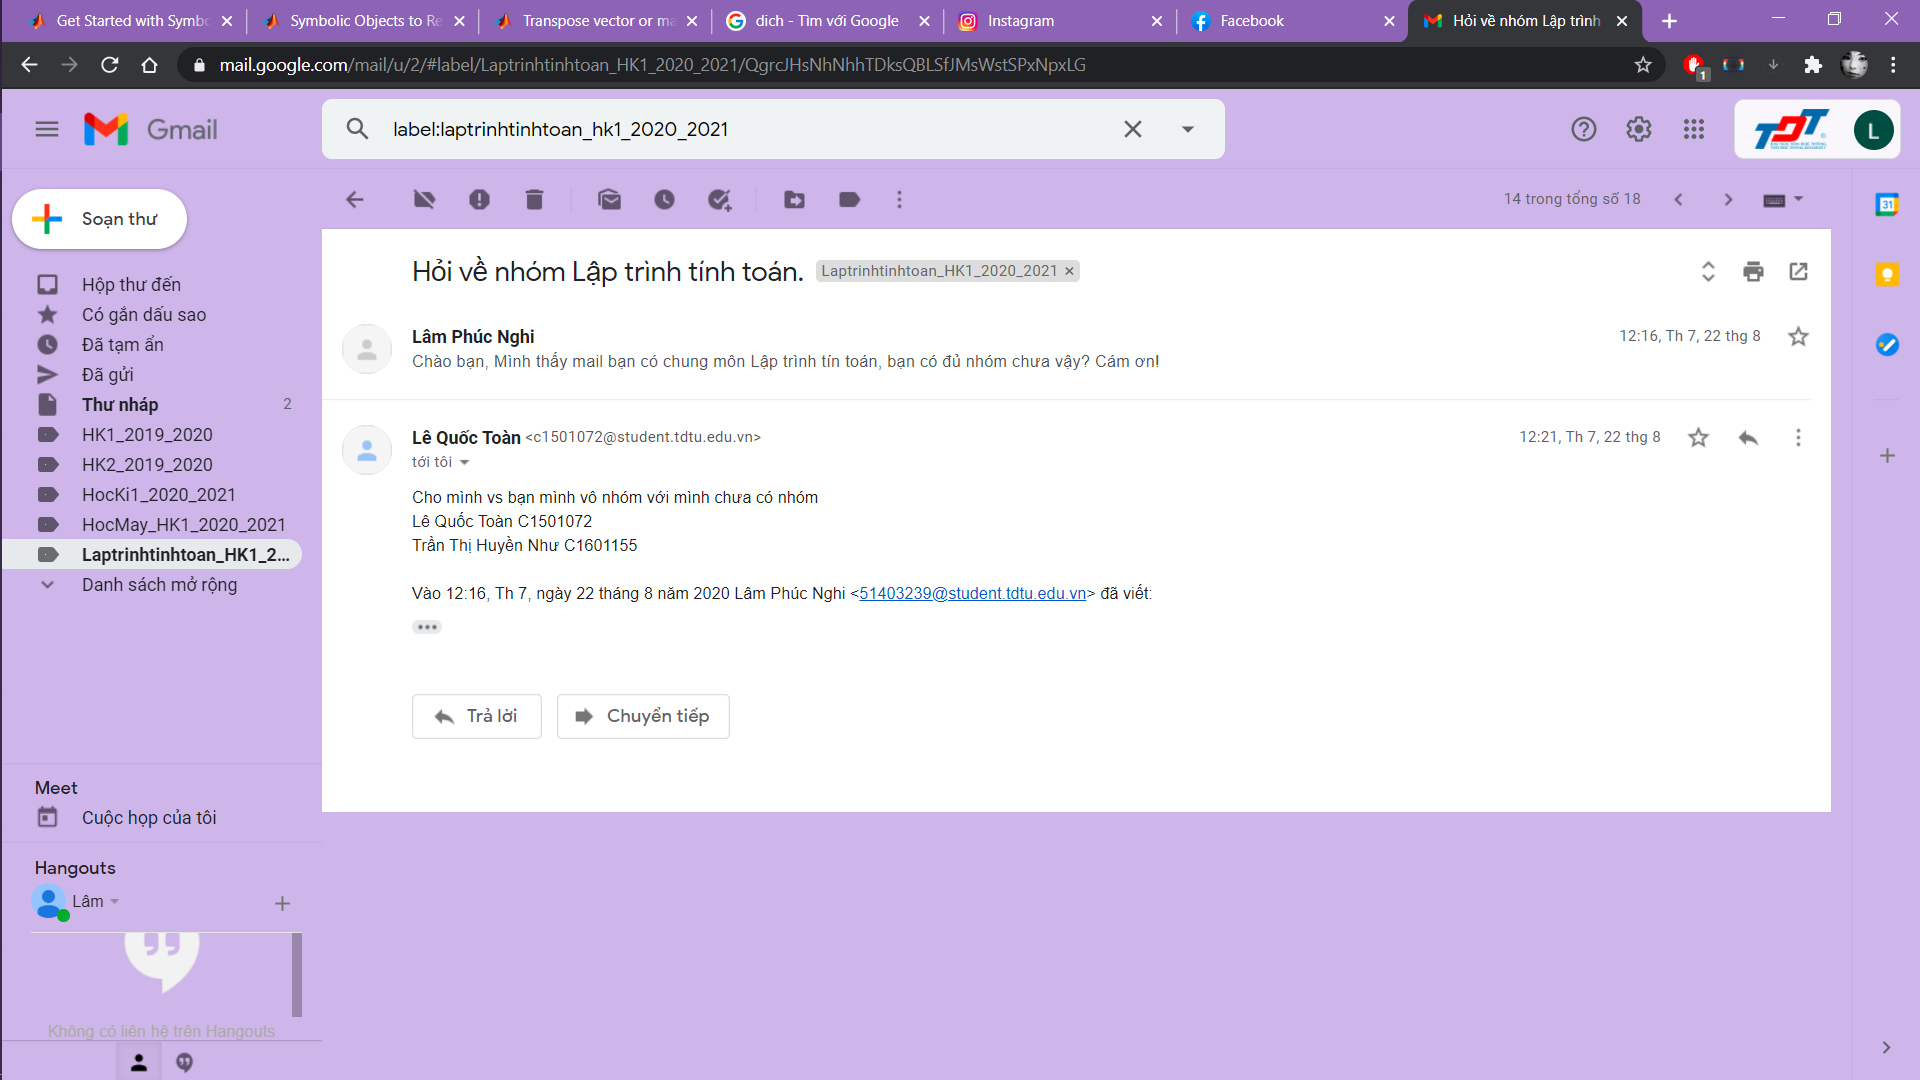 Get Started with Symbo
Symbolic Objects to Re
Transpose vector or ma
dich - Tìm với Google
Instagram
Facebook
Hỏi về nhóm Lập trình
mail.google.com/mail/u/2/#label/Laptrinhtinhtoan_HK1_2020_2021/QgrcJHsNhNhhTDksQBLSfJMsWstSPxNpxLG
1
Gmail
label:laptrinhtinhtoan_hk1_2020_2021
TDT
L
Soạn thư
14 trong tổng số 18
31
Hộp thư đến
Có gắn dấu sao
Đã tạm ẩn
Đã gửi
Thư nháp 2
HK1_2019_2020
HK2_2019_2020
HocKi1_2020_2021
HocMay_HK1_2020_2021
Laptrinhtinhtoan_HK1_2...
Danh sách mở rộng
Meet
Cuộc họp của tôi
Hangouts
Lâm
Không có liên hệ trên Hangouts
Hỏi về nhóm Lập trình tính toán. Laptrinhtinhtoan_HK1_2020_2021
Lâm Phúc Nghi 12:16, Th 7, 22 thg 8
Chào bạn, Mình thấy mail bạn có chung môn Lập trình tín toán, bạn có đủ nhóm chưa vậy? Cám ơn!
Lê Quốc Toàn <c1501072@student.tdtu.edu.vn> 12:21, Th 7, 22 thg 8
tới tôi
Cho mình vs bạn mình vô nhóm với mình chưa có nhóm
Lê Quốc Toàn C1501072
Trần Thị Huyền Như C1601155
Vào 12:16, Th 7, ngày 22 tháng 8 năm 2020 Lâm Phúc Nghi <51403239@student.tdtu.edu.vn> đã viết:
Trả lời
Chuyển tiếp